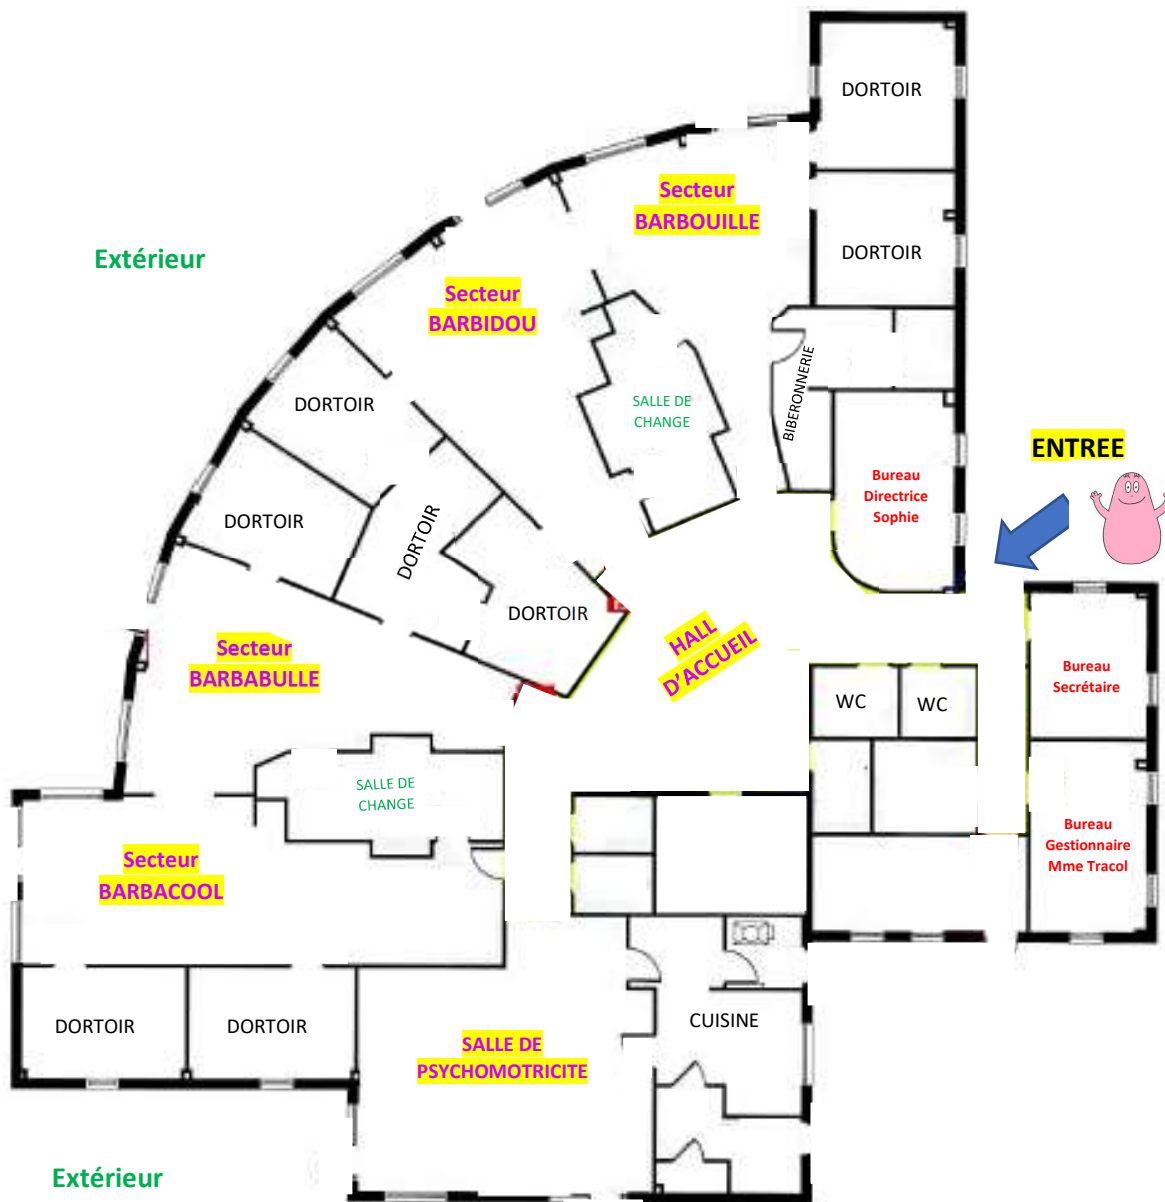 DORTOIR
Secteur
BARBOUILLE
DORTOIR
Extérieur
Secteur
BARBIDOU
BIBERONNERIE
DORTOIR
SALLE DE
CHANGE
ENTREE
Bureau
Directrice
Sophie
DORTOIR
DORTOIR
DORTOIR
HALL
D'ACCUEIL
Secteur
BARBABULLE
Bureau
Secrétaire
WC
WC
SALLE DE
CHANGE
Bureau
Gestionnaire
Mme Tracol
Secteur
BARBACOOL
DORTOIR
DORTOIR
CUISINE
SALLE DE
PSYCHOMOTRICITE
Extérieur